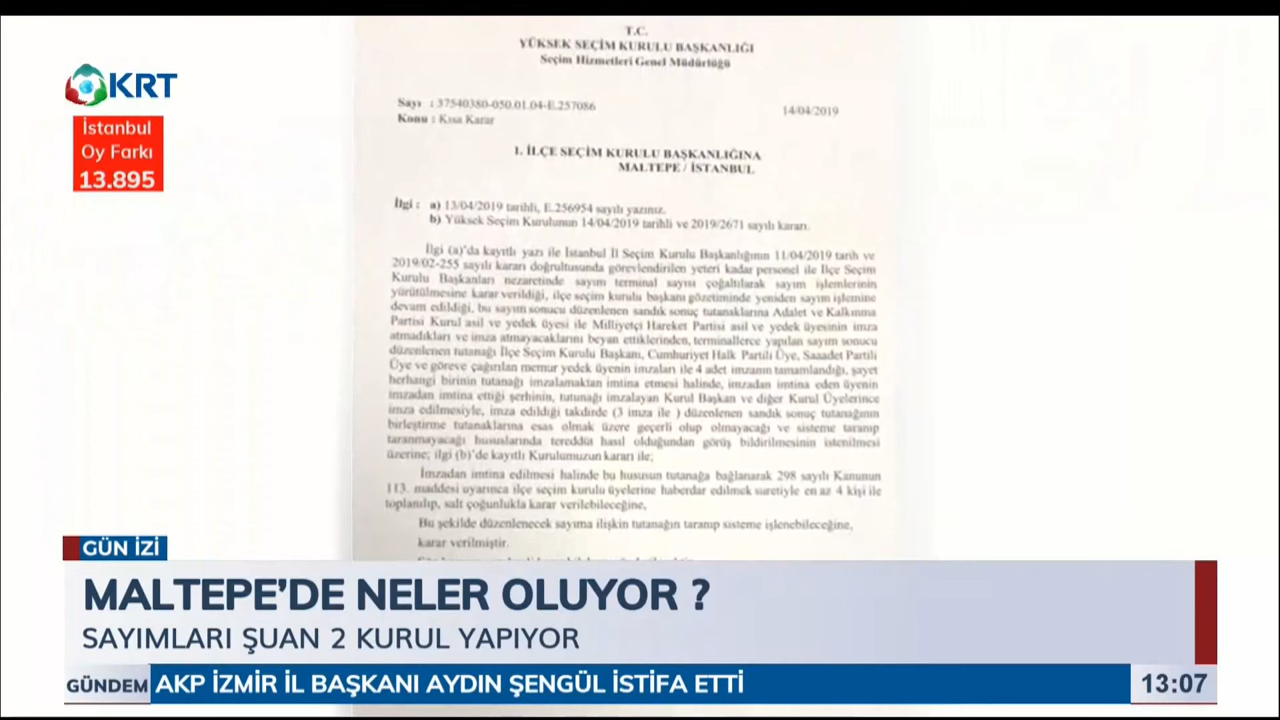 T.C.
YÜKSEK SEÇİM KURULU BAŞKANLIĞI
Seçim Hizmetleri Genel Müdürlüğü
KRT
İstanbul
Oy Farkı
13.895
Sayı : 37540380-050.01.04-E.257086
14/04/2019
Konu : Kısa Karar
1. İLÇE SEÇİM KURULU BAŞKANLIĞINA
MALTEPE / İSTANBUL
İlgi : a) 13/04/2019 tarihli, E.256954 sayılı yazınız.
b) Yüksek Seçim Kurulunun 14/04/2019 tarihli ve 2019/2671 sayılı kararı.
İlgi (a)'da kayıtlı yazı ile İstanbul İl Seçim Kurulu Başkanlığının 11/04/2019 tarih ve
2019/02-255 sayılı kararı doğrultusunda görevlendirilen yeteri kadar personel ile İlçe Seçim
Kurulu Başkanları nezaretinde sayım terminal sayısı çoğaltılarak sayım işlemlerinin
yürütülmesine karar verildiği, ilçe seçim kurulu başkanı gözetiminde yeniden sayım işlemine
devam edildiği, bu sayım sonucu düzenlenen sandık sonuç tutanaklarına Adalet ve Kalkınma
Partisi Kurul asil ve yedek üyesi ile Milliyetçi Hareket Partisi asil ve yedek üyesinin imza
atmadıkları ve imza atmayacaklarını beyan ettiklerinden, terminallerce yapılan sayım sonucu
düzenlenen tutanağı İlçe Seçim Kurulu Başkanı, Cumhuriyet Halk Partili Üye, Saaadet Partili
Üye ve göreve çağırılan memur yedek üyenin imzaları ile 4 adet imzanın tamamlandığı, şayet
herhangi birinin tutanağı imzalamaktan imtina etmesi halinde, imzadan imtina eden üyenin
imzadan imtina ettiği şerhinin, tutunağı imzalayan Kurul Başkan ve diğer Kurul Üyelerince
imza edilmesiyle, imza edildiği takdirde (3 imza ile ) düzenlenen sandık sonuç tutanağının
birleştirme tutanaklarına esas olmak üzere geçerli olup olmayacağı ve sisteme taranıp
taranmayacağı hususlarında tereddüt hasıl olduğundan görüş bildirilmesinin istenilmesi
üzerine; ilgi (b)'de kayıtlı Kurulumuzun kararı ile;
İmzadan imtina edilmesi halinde bu hususun tutanağa bağlanarak 298 sayılı Kanunun
113. maddesi uyarınca ilçe seçim kurulu üyelerine haberdar edilmek suretiyle en az 4 kişi ile
toplanılıp, salt çoğunlukla karar verilebileceğine,
Bu şekilde düzenlenecek sayıma ilişkin tutanağın taranıp sisteme işlenebileceğine,
karar verilmiştir.
GÜN İZİ
MALTEPE'DE NELER OLUYOR ?
SAYIMLARI ŞUAN 2 KURUL YAPIYOR
GÜNDEM AKP İZMİR İL BAŞKANI AYDIN ŞENGÜL İSTİFA ETTİ
13:07